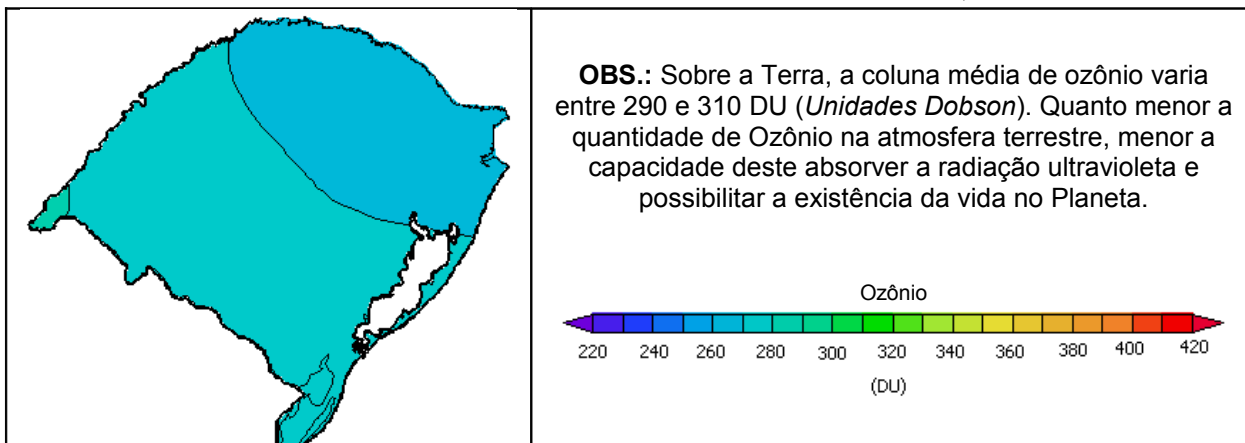 OBS.: Sobre a Terra, a coluna média de ozônio varia
entre 290 e 310 DU (Unidades Dobson). Quanto menor a
quantidade de Ozônio na atmosfera terrestre, menor a
capacidade deste absorver a radiação ultravioleta e
possibilitar a existência da vida no Planeta.
Ozônio
220 240 260 280 300 320 340 360 380 400 420
(DU)